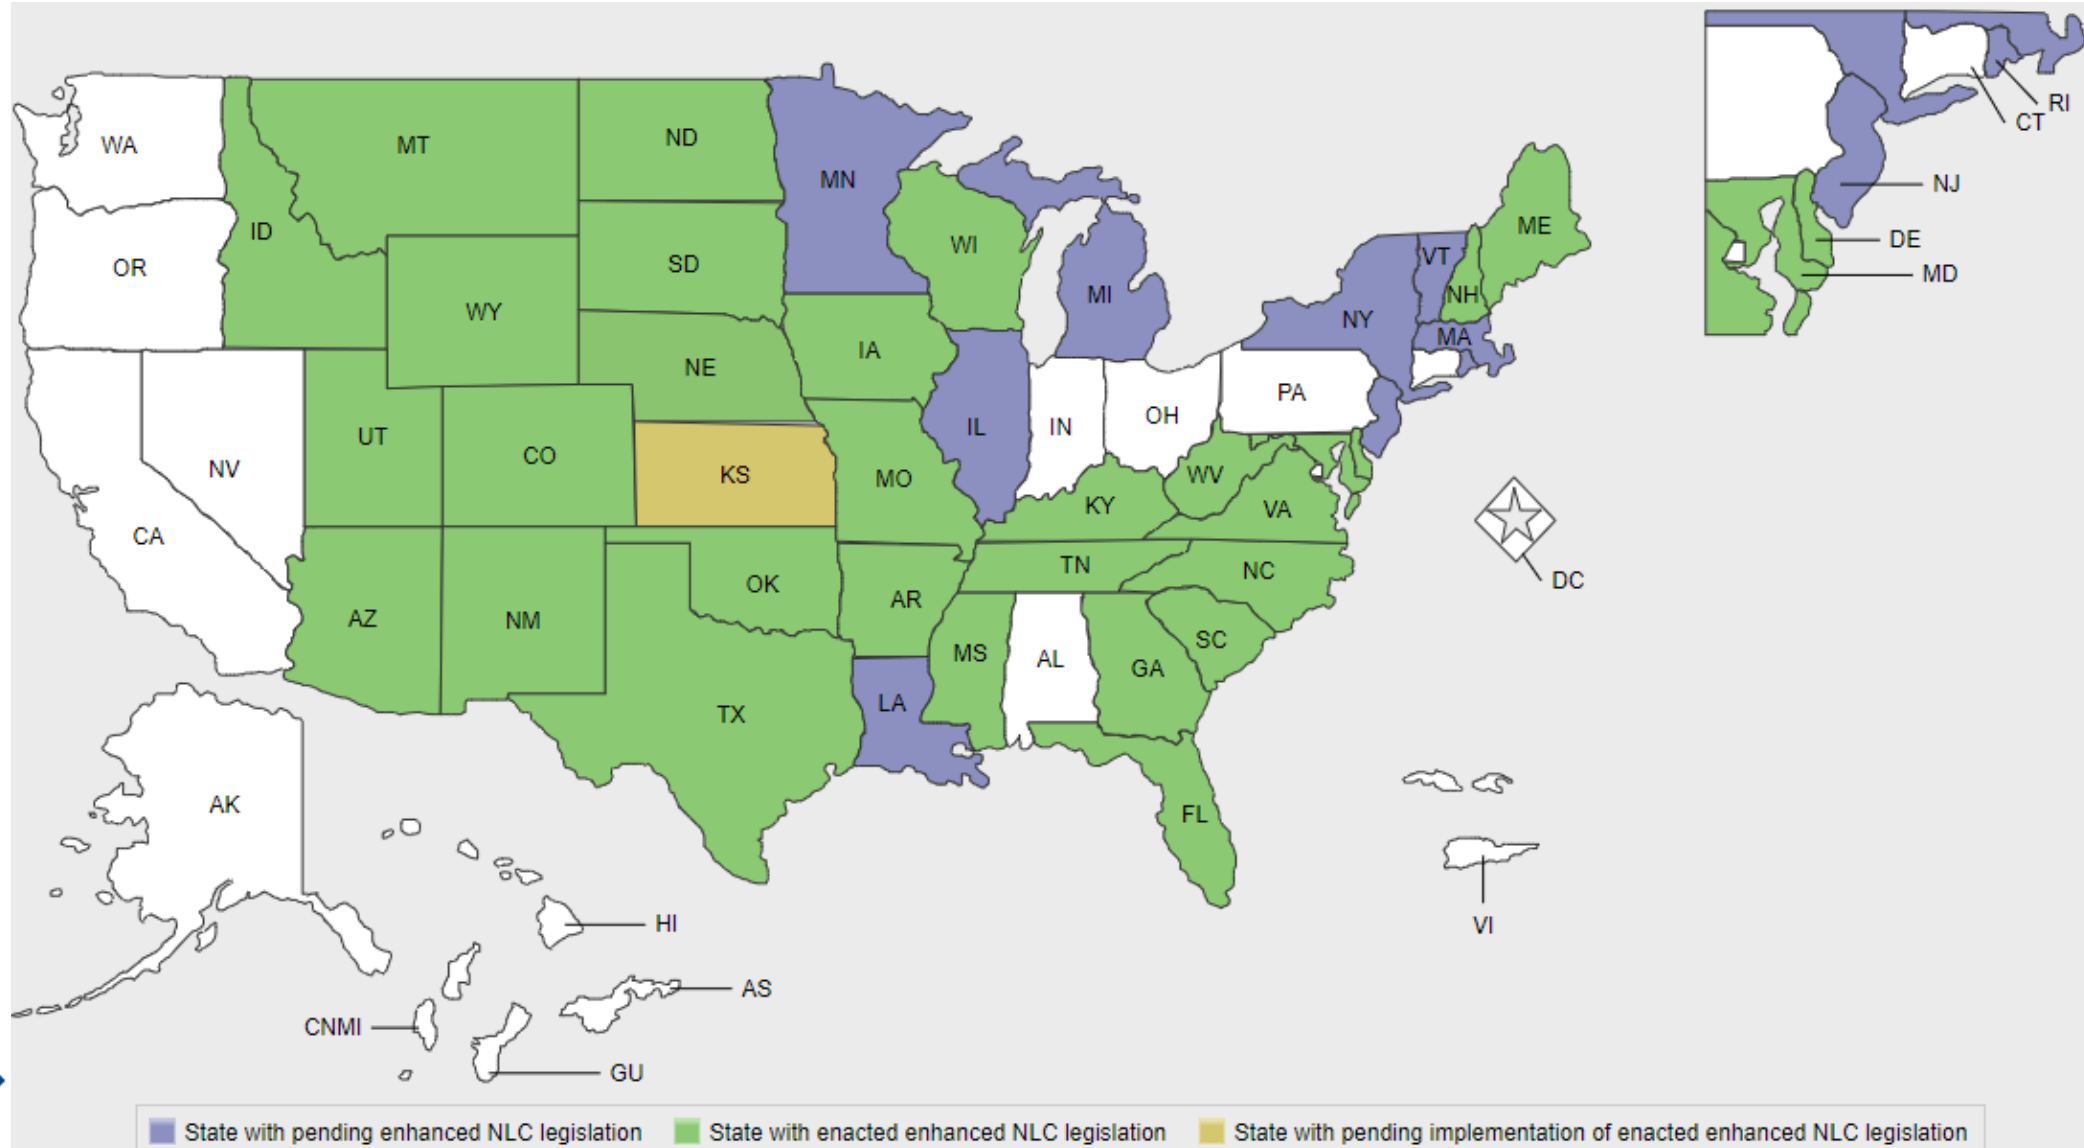 WA
MT
ND
MN
ID
OR
SD
WI
ME
VT
WY
MI
NH
NY
MA
NE
IA
PA
UT
CO
KS
NV
MO
IL
IN
OH
WV
KY
VA
CA
TN
NC
DC
AZ
NM
OK
AR
MS
AL
GA
SC
TX
LA
FL
AK
HI
AS
CNMI
GU
VI
RI
CT
NJ
DE
MD
State with pending enhanced NLC legislation
State with enacted enhanced NLC legislation
State with pending implementation of enacted enhanced NLC legislation